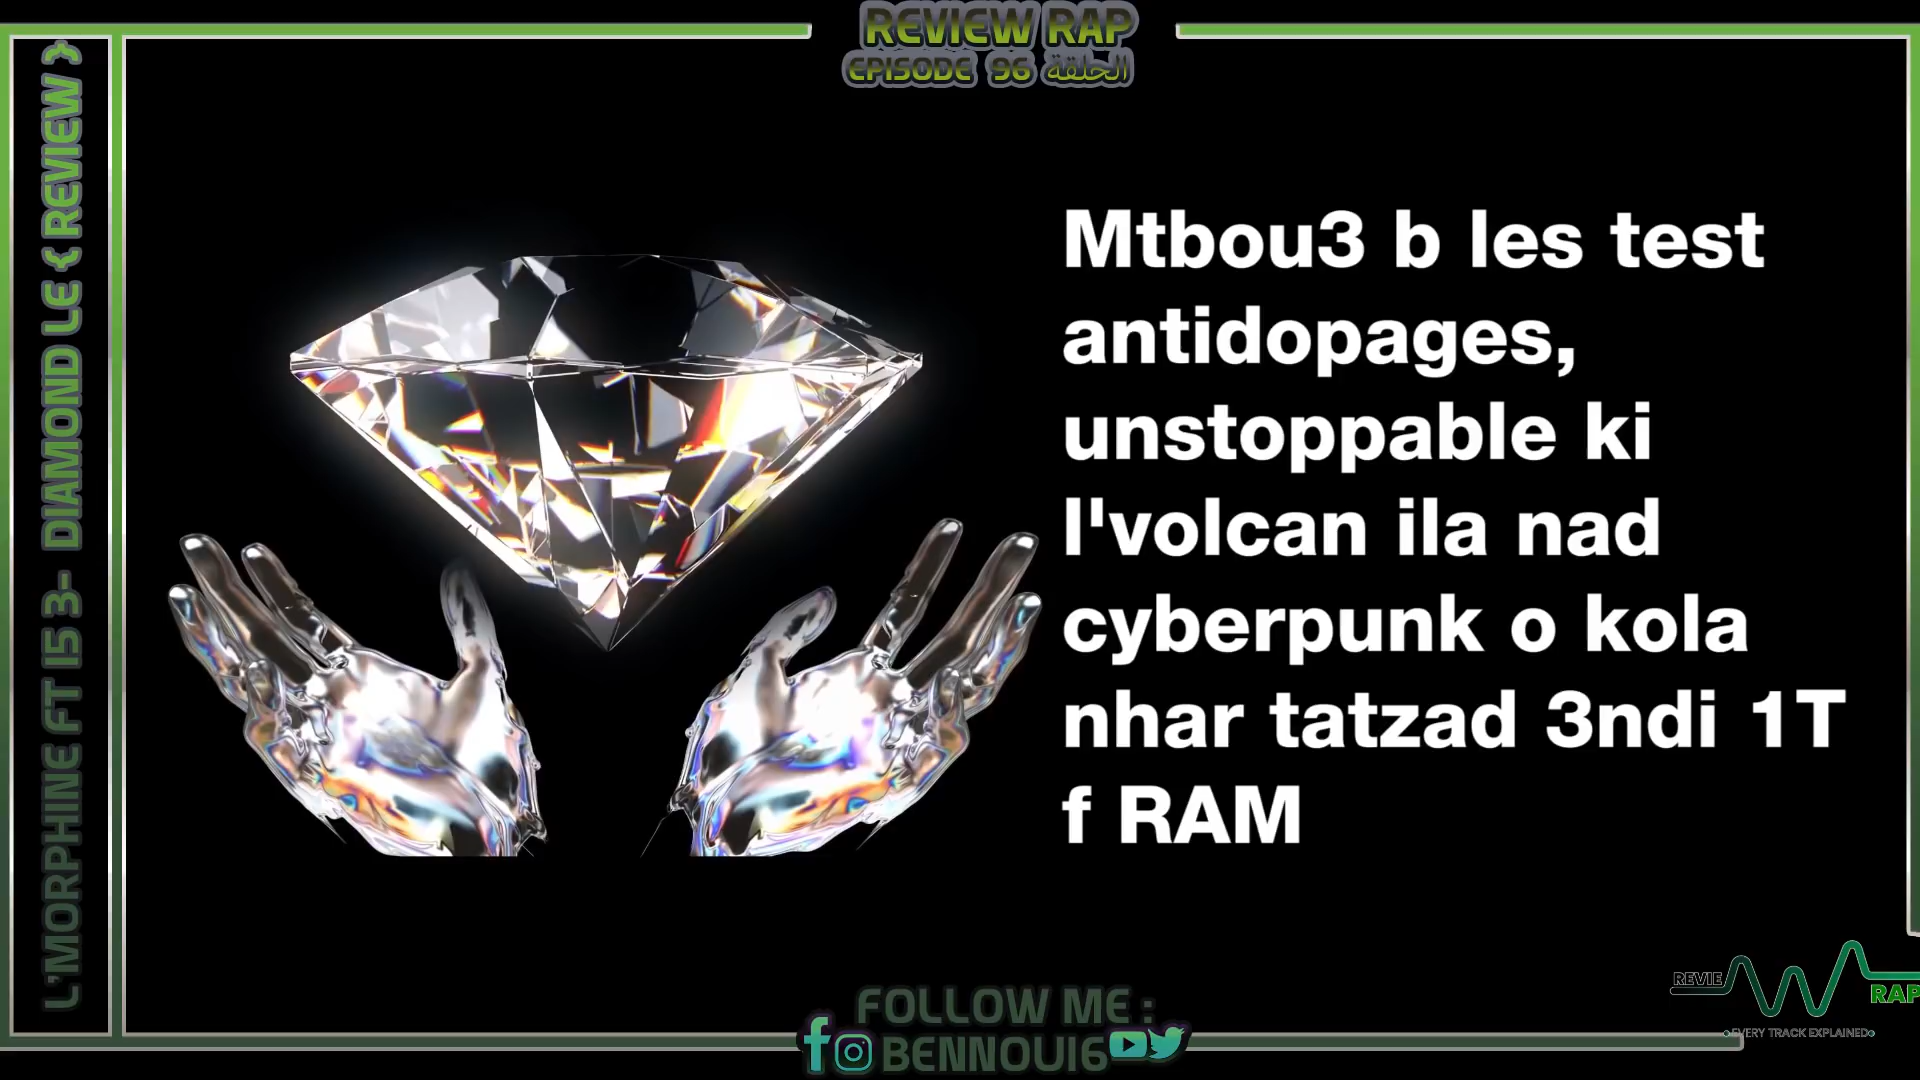 REVIEW RAP
EPISODE 96 الحلقة
L'MORPHINE FT I5 3- DIAMOND LE { REVIEW }
Mtbou3 b les test
antidopages,
unstoppable ki
l'volcan ila nad
cyberpunk o kola
nhar tatzad 3ndi 1T
f RAM
REVIE
RAP
EVERY TRACK EXPLAINED
FOLLOW ME :
BENNOUI6